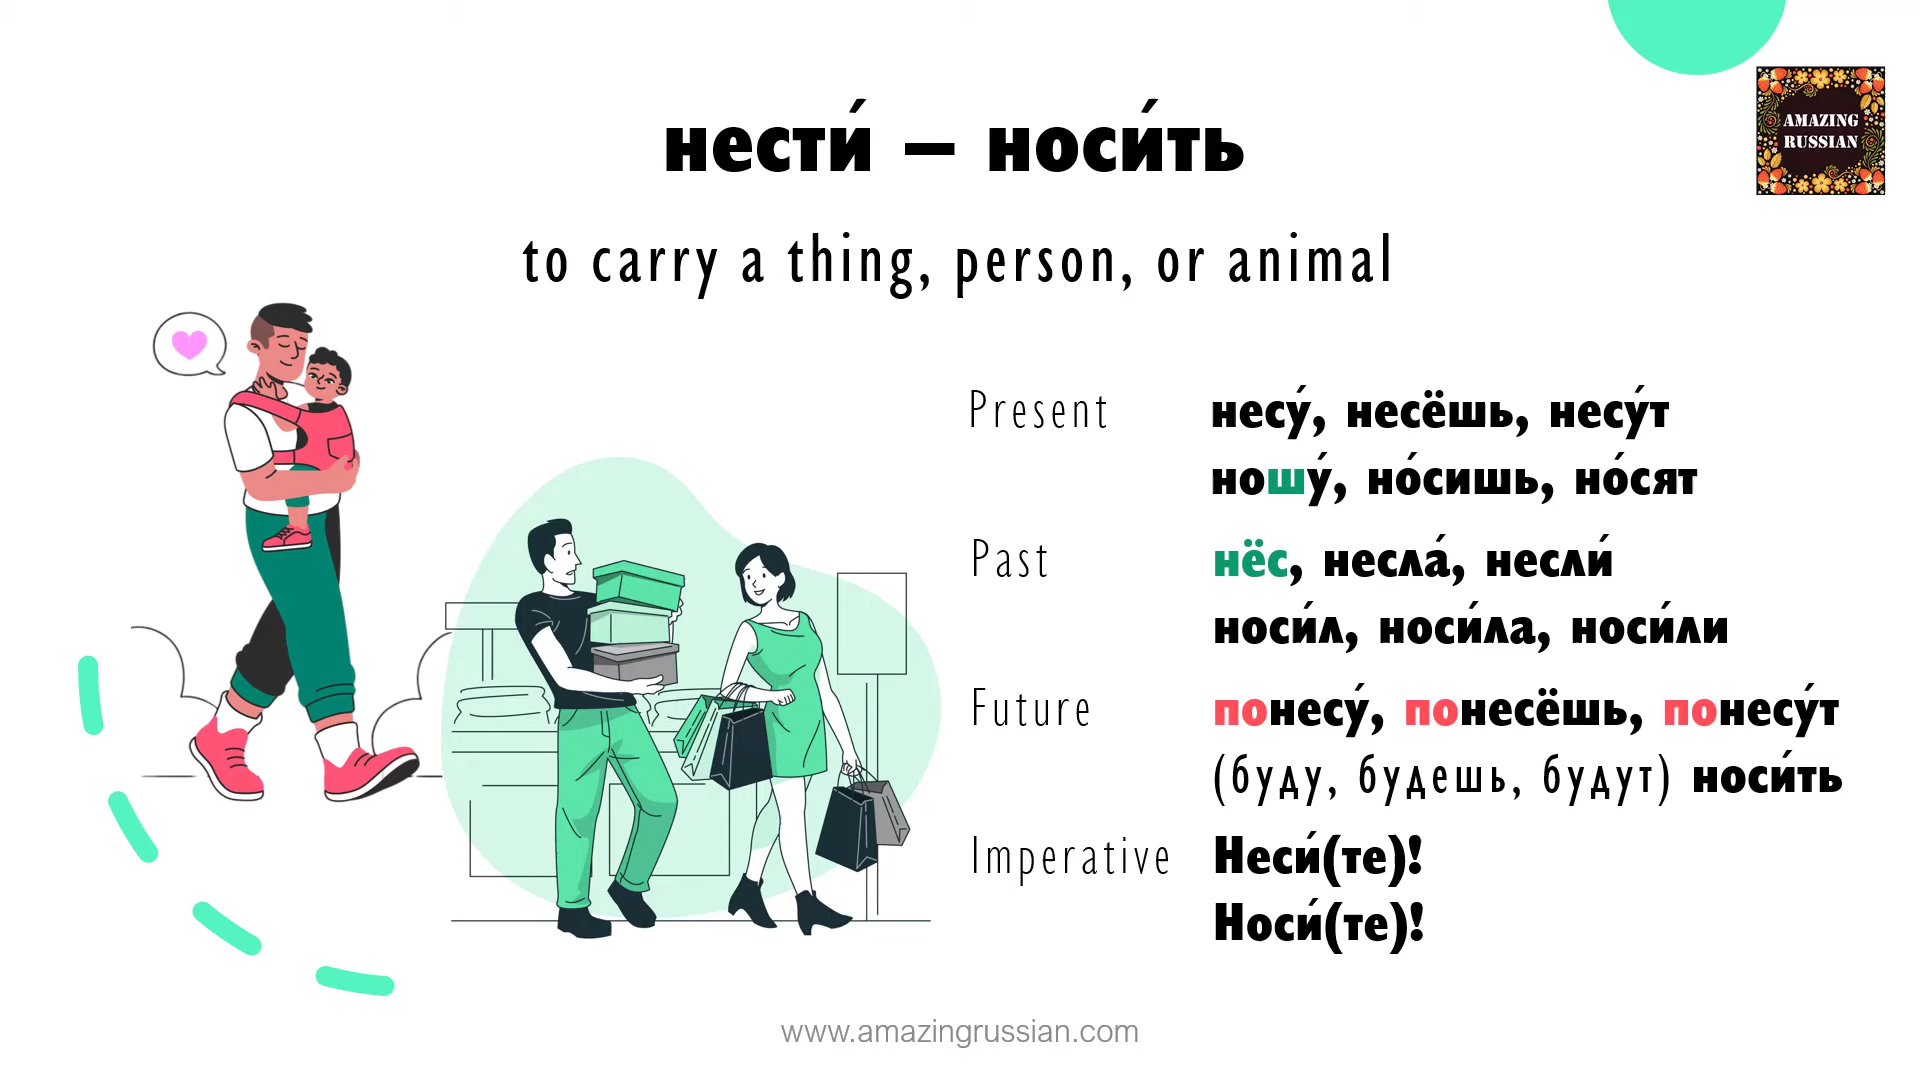 нести́ – носи́ть
AMAZING
RUSSIAN
to carry a thing, person, or animal
Present несу́, несёшь, несу́т
ношу́, но́сишь, но́сят
Past нёс, несла́, несли́
носи́л, носи́ла, носи́ли
Future понесу́, понесёшь, понесу́т
(буду, будешь, будут) носи́ть
Imperative Неси́(те)!
Носи́(те)!
www.amazingrussian.com